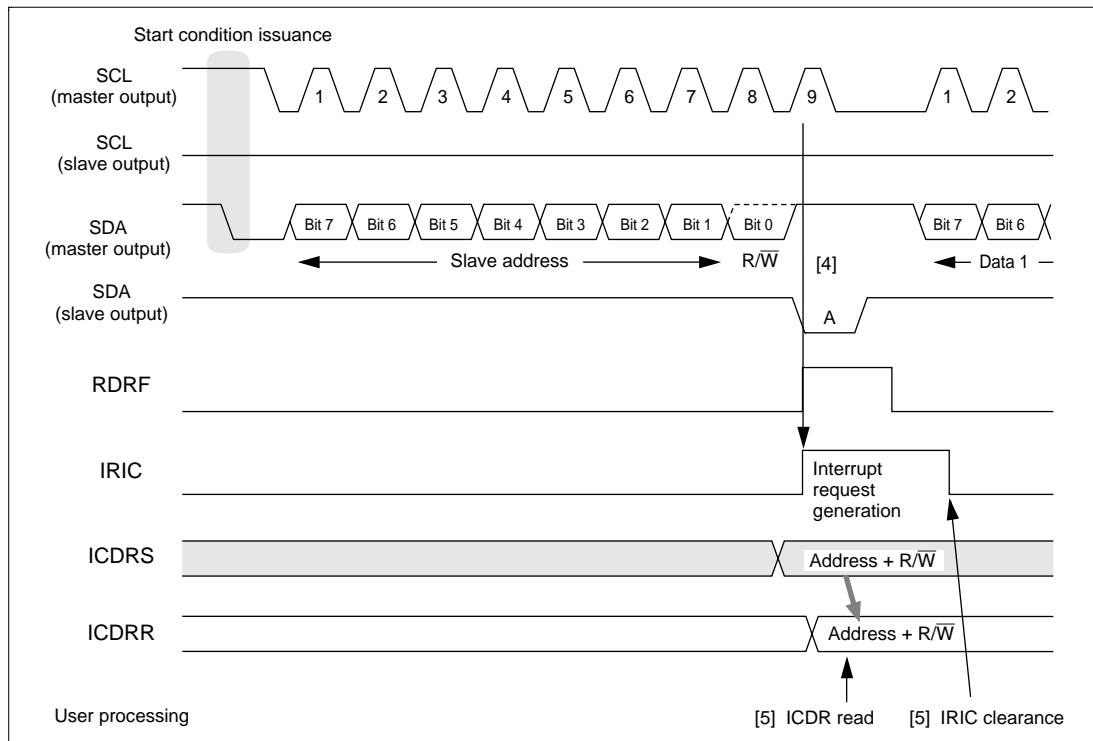 Start condition issuance
SCL
(master output)
1 2 3 4 5 6 7 8 9 1 2
SCL
(slave output)
SDA
(master output)
Bit 7 Bit 6 Bit 5 Bit 4 Bit 3 Bit 2 Bit 1 Bit 0 Bit 7 Bit 6
Slave address R/W̅ [4] Data 1
SDA
(slave output)
A
RDRF
IRIC
Interrupt
request
generation
ICDRS
Address + R/W̅
ICDRR
Address + R/W̅
User processing
[5] ICDR read [5] IRIC clearance